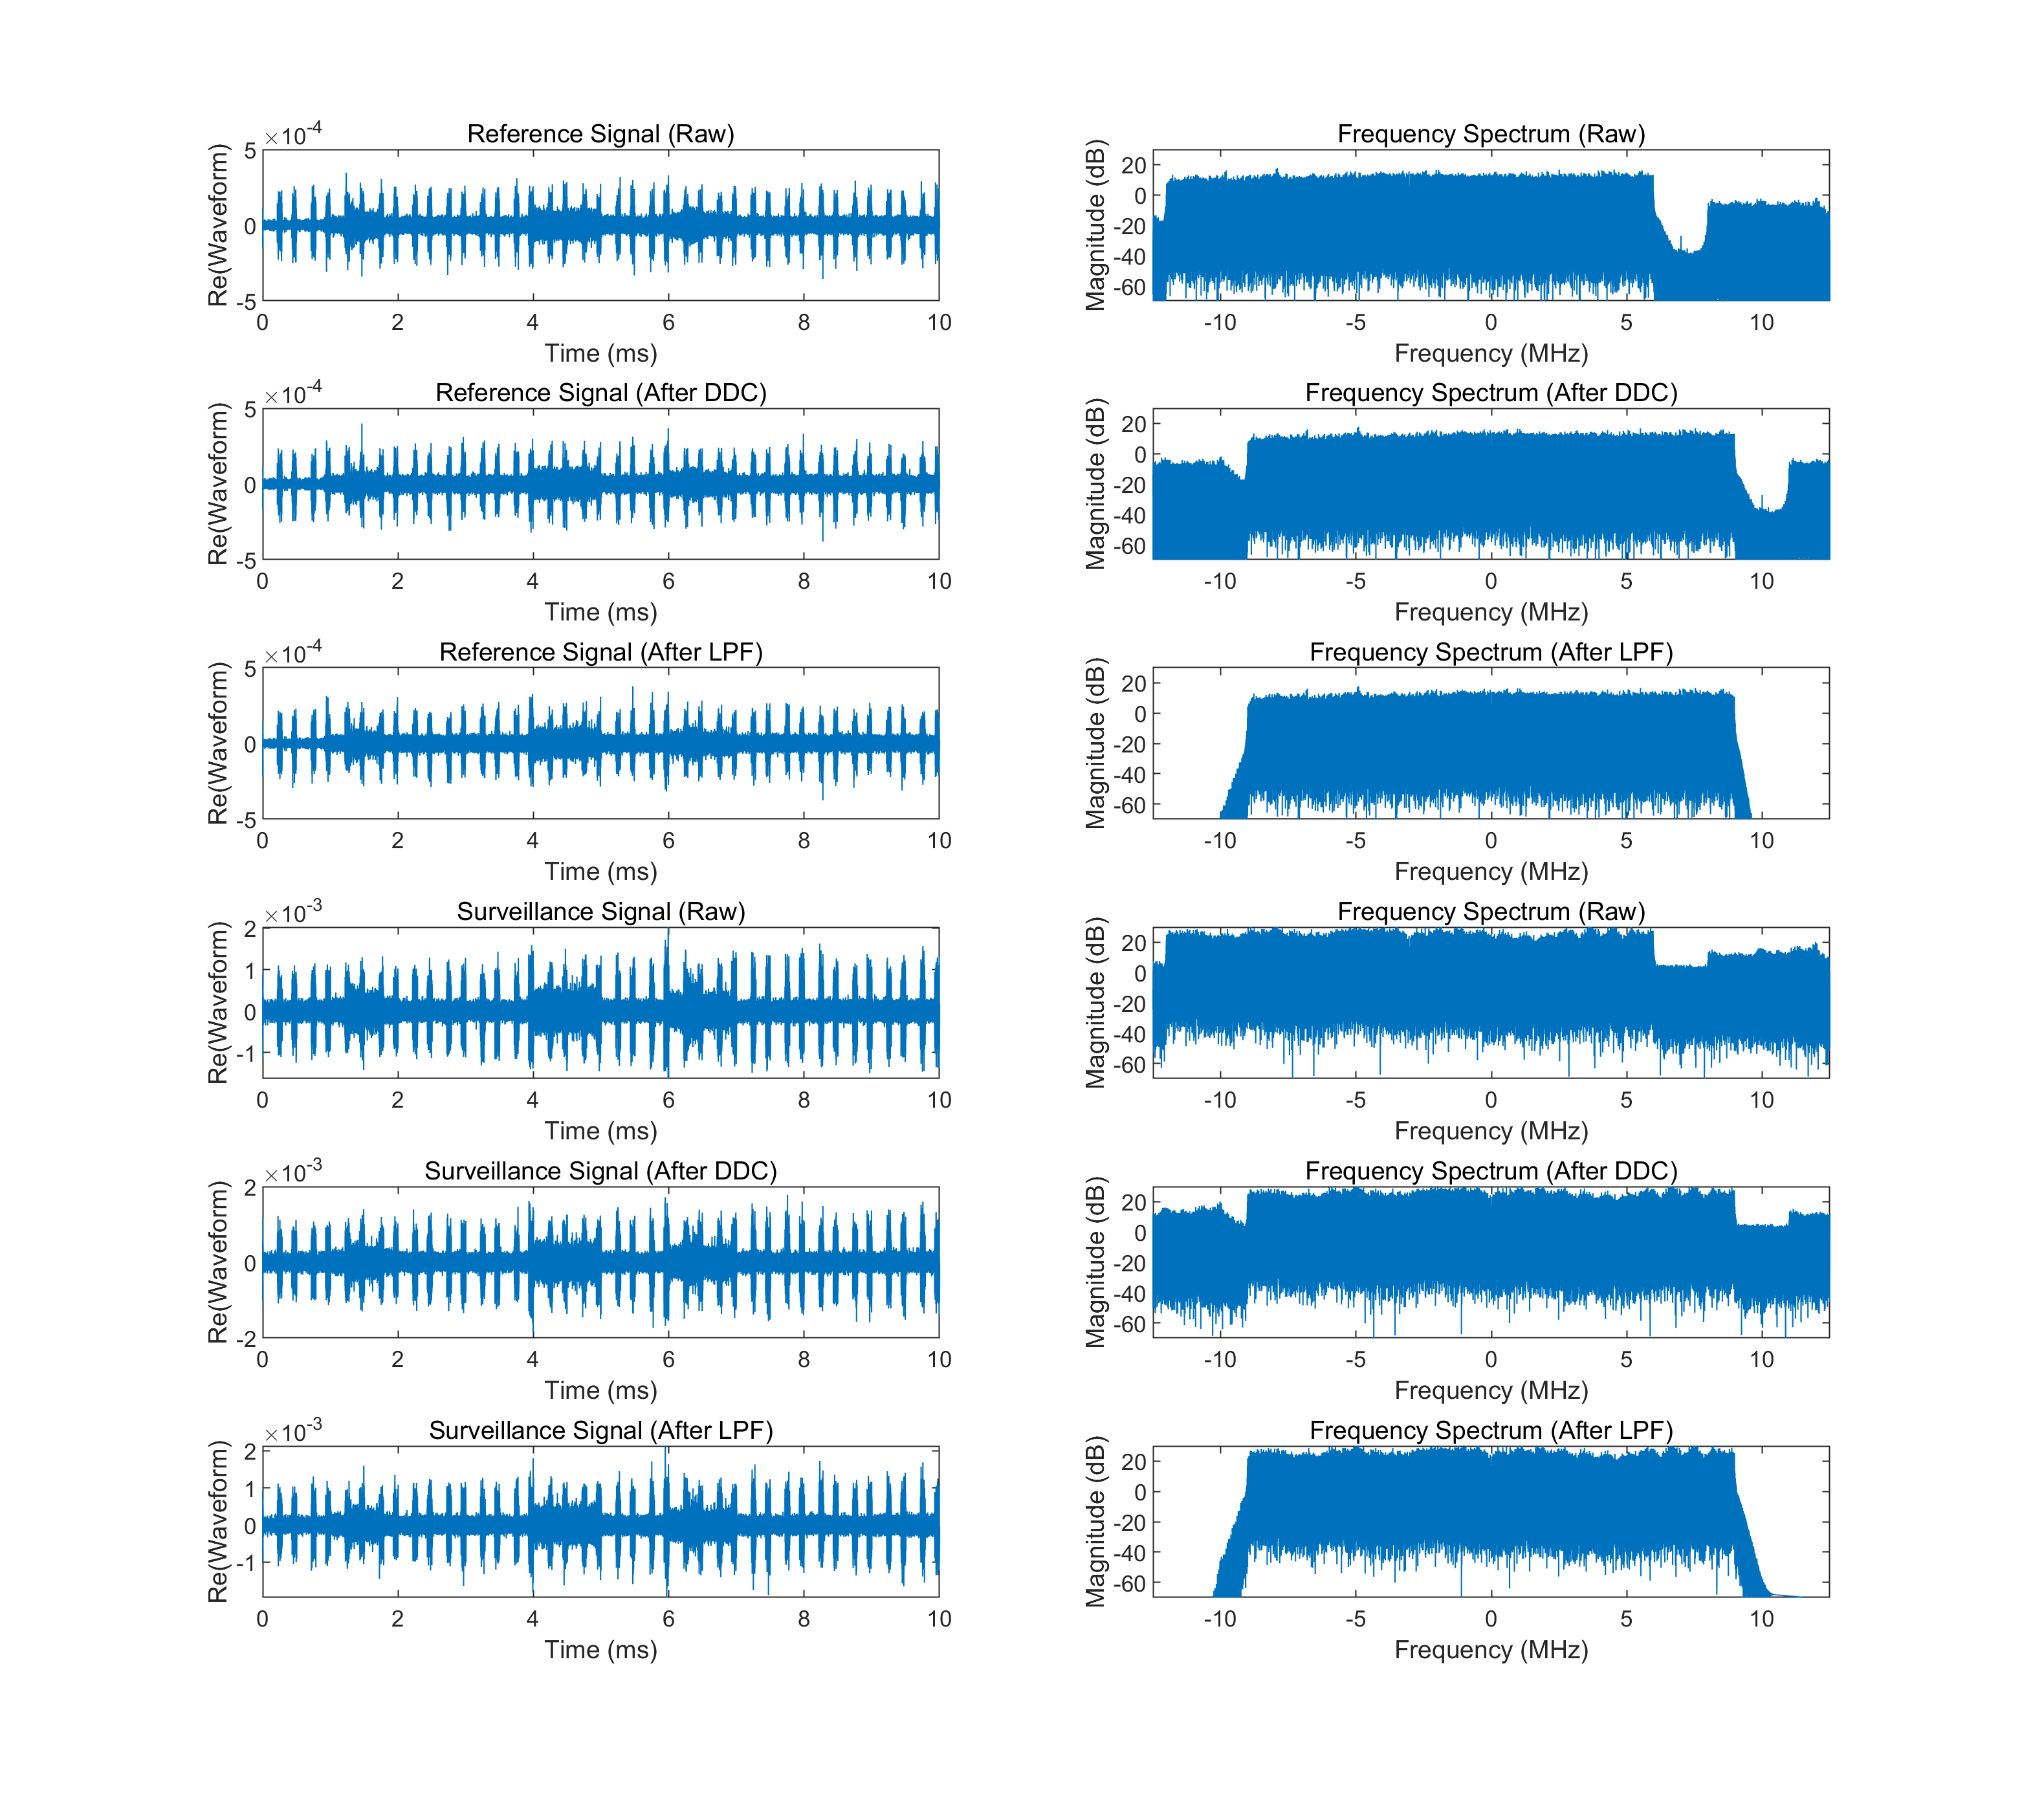 Reference Signal (Raw)
×10-4
Re(Waveform)
5
0
-5
0 2 4 6 8 10
Time (ms)
Frequency Spectrum (Raw)
Magnitude (dB)
20
0
-20
-40
-60
-10 -5 0 5 10
Frequency (MHz)
Reference Signal (After DDC)
×10-4
Re(Waveform)
5
0
-5
0 2 4 6 8 10
Time (ms)
Frequency Spectrum (After DDC)
Magnitude (dB)
20
0
-20
-40
-60
-10 -5 0 5 10
Frequency (MHz)
Reference Signal (After LPF)
×10-4
Re(Waveform)
5
0
-5
0 2 4 6 8 10
Time (ms)
Frequency Spectrum (After LPF)
Magnitude (dB)
20
0
-20
-40
-60
-10 -5 0 5 10
Frequency (MHz)
Surveillance Signal (Raw)
×10-3
Re(Waveform)
2
1
0
-1
0 2 4 6 8 10
Time (ms)
Frequency Spectrum (Raw)
Magnitude (dB)
20
0
-20
-40
-60
-10 -5 0 5 10
Frequency (MHz)
Surveillance Signal (After DDC)
×10-3
Re(Waveform)
2
0
-2
0 2 4 6 8 10
Time (ms)
Frequency Spectrum (After DDC)
Magnitude (dB)
20
0
-20
-40
-60
-10 -5 0 5 10
Frequency (MHz)
Surveillance Signal (After LPF)
×10-3
Re(Waveform)
2
1
0
-1
0 2 4 6 8 10
Time (ms)
Frequency Spectrum (After LPF)
Magnitude (dB)
20
0
-20
-40
-60
-10 -5 0 5 10
Frequency (MHz)